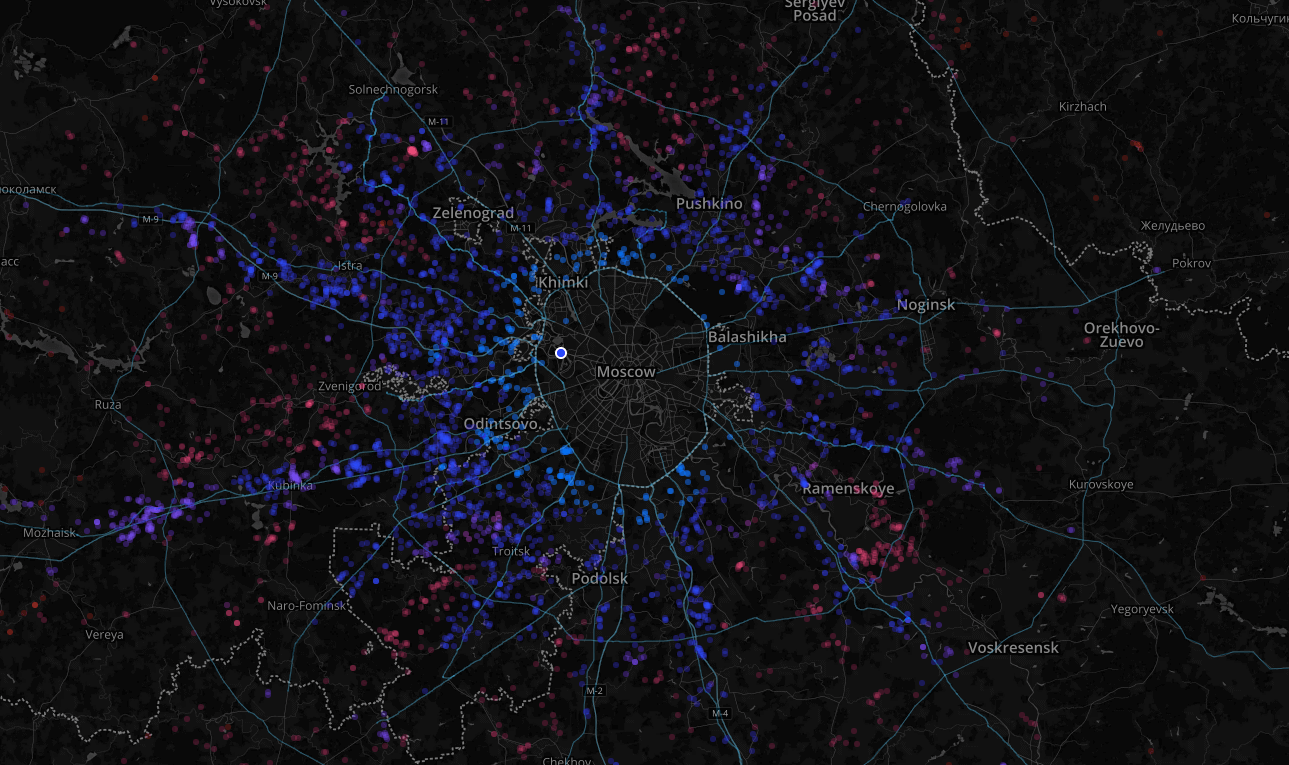 Vysokovsk
Sergiyev
Posad
Кольчугин
Solnechnogorsk
Kirzhach
M-11
юколамск
Pushkino
Chernogolovka
Zelenograd
M-9
M-11
Желудьево
асс
Istra
Pokrov
M-9
Khimki
Noginsk
Balashikha
Orekhovo-
Zuevo
Moscow
Zvenigorod
Ruza
Odintsovo
Kubinka
Ramenskoye
Kurovskoye
Mozhaisk
Troitsk
Podolsk
Naro-Fominsk
Yegoryevsk
Vereya
Voskresensk
M-2
M-4
Chekhov